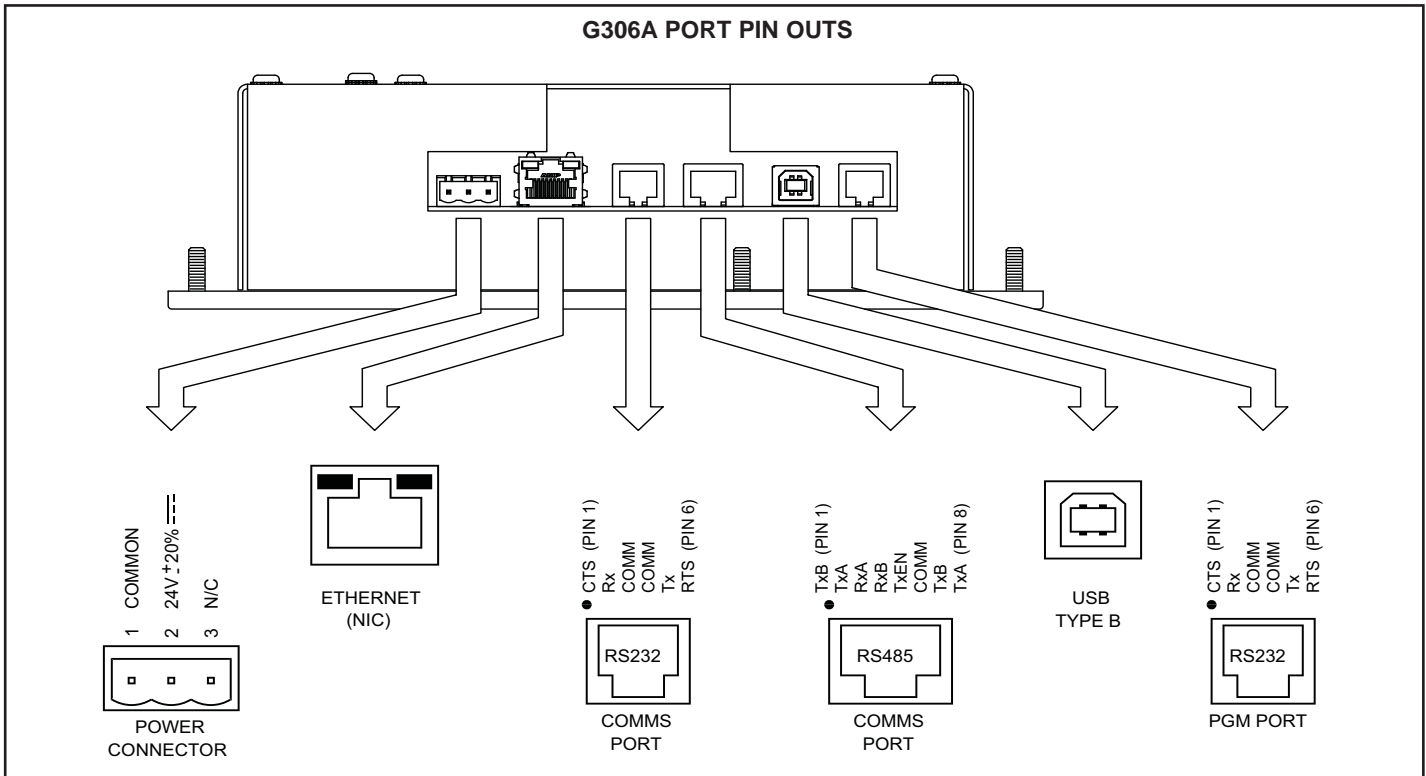 G306A PORT PIN OUTS
1 COMMON
2 24V ± 20%
3 N/C
POWER
CONNECTOR
ETHERNET
(NIC)
CTS (PIN 1)
Rx
COMM
COMM
Tx
RTS (PIN 6)
RS232
COMMS
PORT
TxB (PIN 1)
TxA
RxA
RxB
TxEN
COMM
TxB
TxA (PIN 8)
RS485
COMMS
PORT
USB
TYPE B
CTS (PIN 1)
Rx
COMM
COMM
Tx
RTS (PIN 6)
RS232
PGM PORT